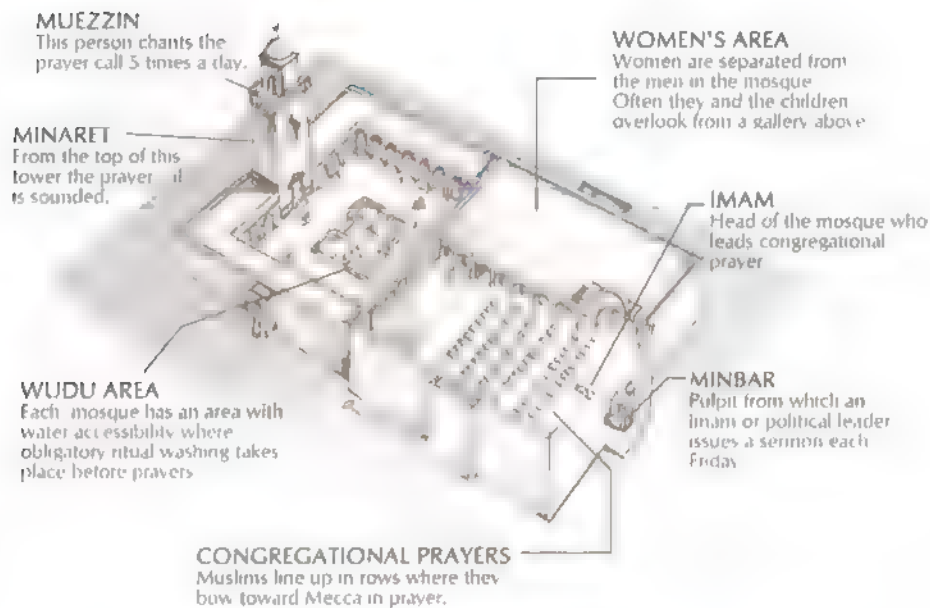 MUEZZIN
This person chants the
prayer call 5 times a day.
WOMEN'S AREA
Women are separated from
the men in the mosque
Often they and the children
overlook from a gallery above
MINARET
From the top of this
tower the prayer
is sounded.
IMAM
Head of the mosque who
leads congregational
prayer
WUDU AREA
Each mosque has an area with
water accessibility where
obligatory ritual washing takes
place before prayers
MINBAR
Pulpit from which an
imam or political leader
issues a sermon each
Friday
CONGREGATIONAL PRAYERS
Muslims line up in rows where they
bow toward Mecca in prayer.